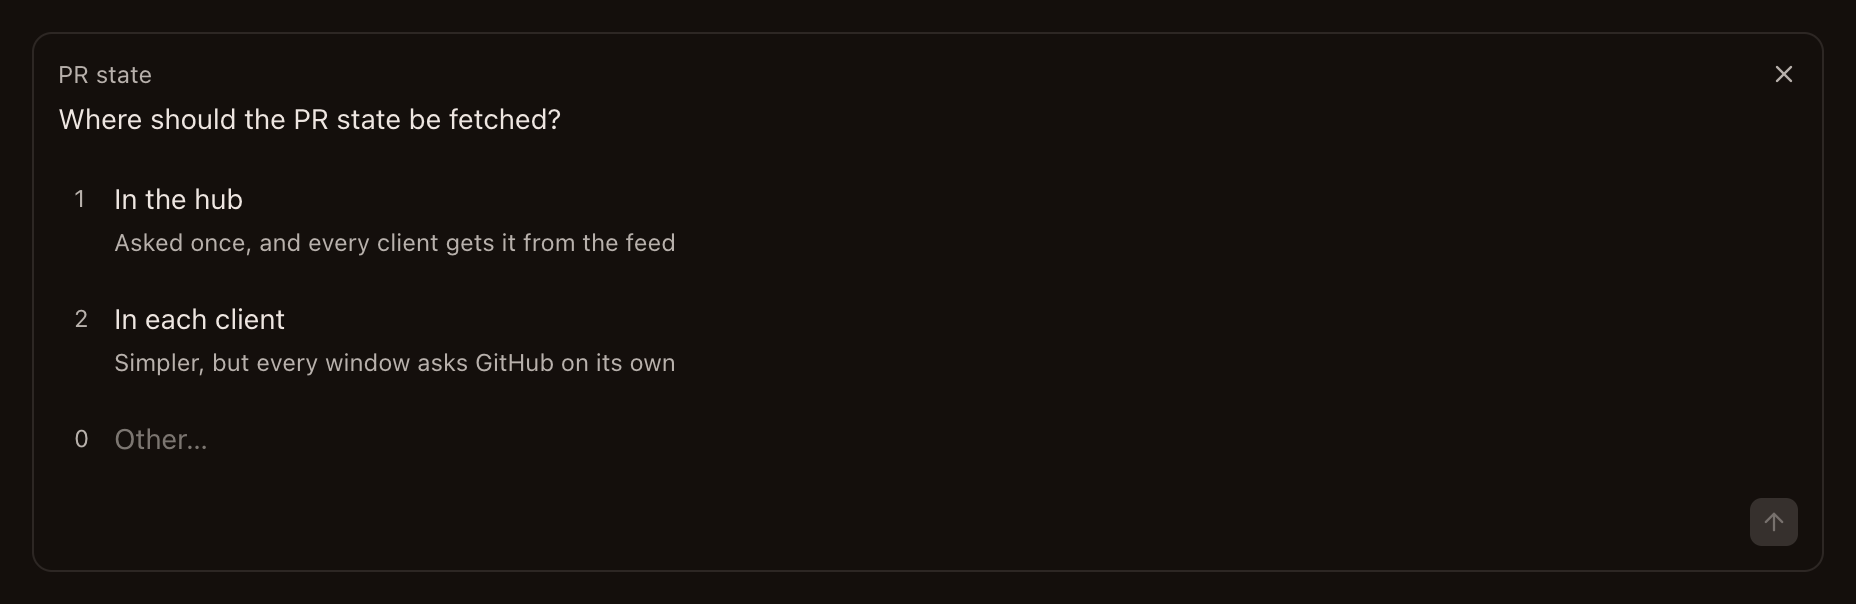 PR state
Where should the PR state be fetched?
1 In the hub
Asked once, and every client gets it from the feed
2 In each client
Simpler, but every window asks GitHub on its own
0 Other...